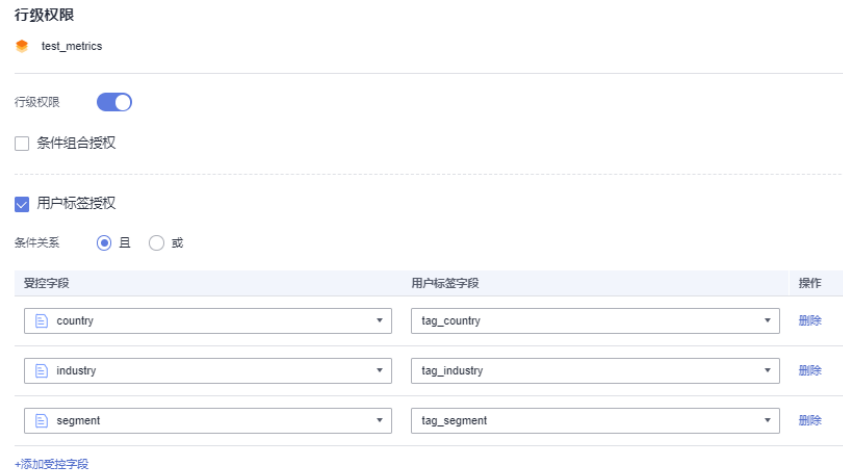 行级权限
test_metrics
行级权限
条件组合授权
用户标签授权
条件关系 且 或
受控字段 用户标签字段 操作
country tag_country 删除
industry tag_industry 删除
segment tag_segment 删除
+添加受控字段